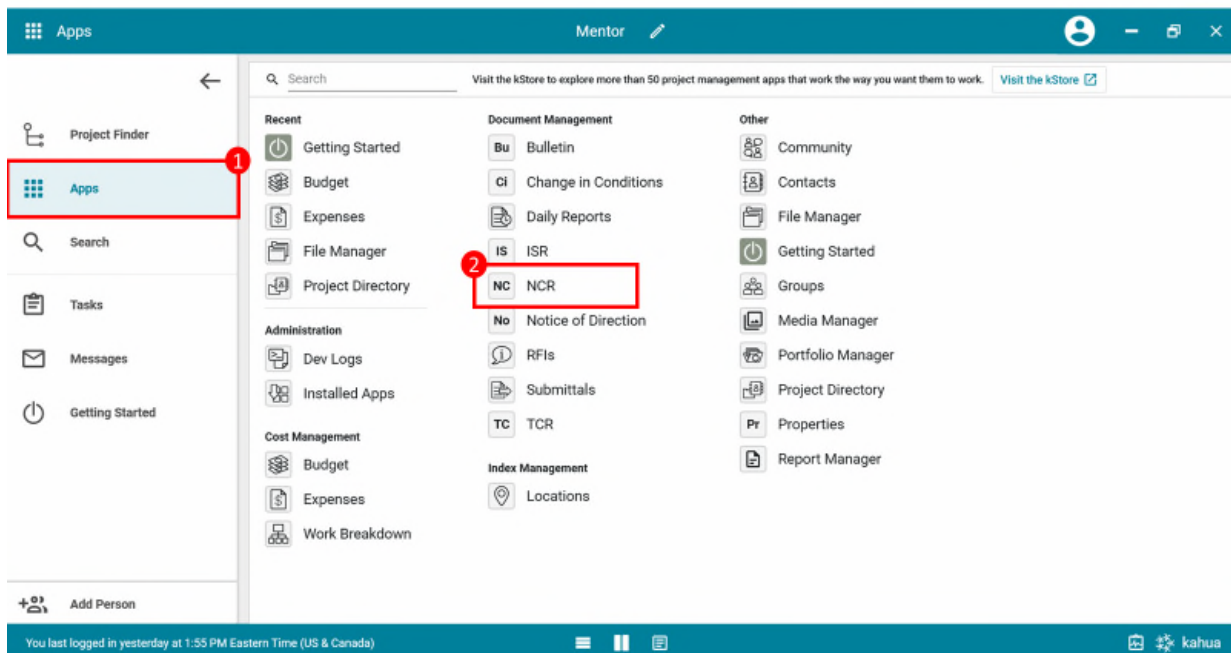 Apps
Mentor
Project Finder
1
Apps
Search
Tasks
Messages
Getting Started
Add Person
Search
Visit the kStore to explore more than 50 project management apps that work the way you want them to work.
Visit the kStore
Recent
Getting Started
Budget
Expenses
File Manager
Project Directory
Administration
Dev Logs
Installed Apps
Cost Management
Budget
Expenses
Work Breakdown
Document Management
Bu Bulletin
Ci Change in Conditions
Daily Reports
IS ISR
2
NC NCR
No Notice of Direction
RFIs
Submittals
TC TCR
Index Management
Locations
Other
Community
Contacts
File Manager
Getting Started
Groups
Media Manager
Portfolio Manager
Project Directory
Pr Properties
Report Manager
You last logged in yesterday at 1:55 PM Eastern Time (US & Canada)
kahua